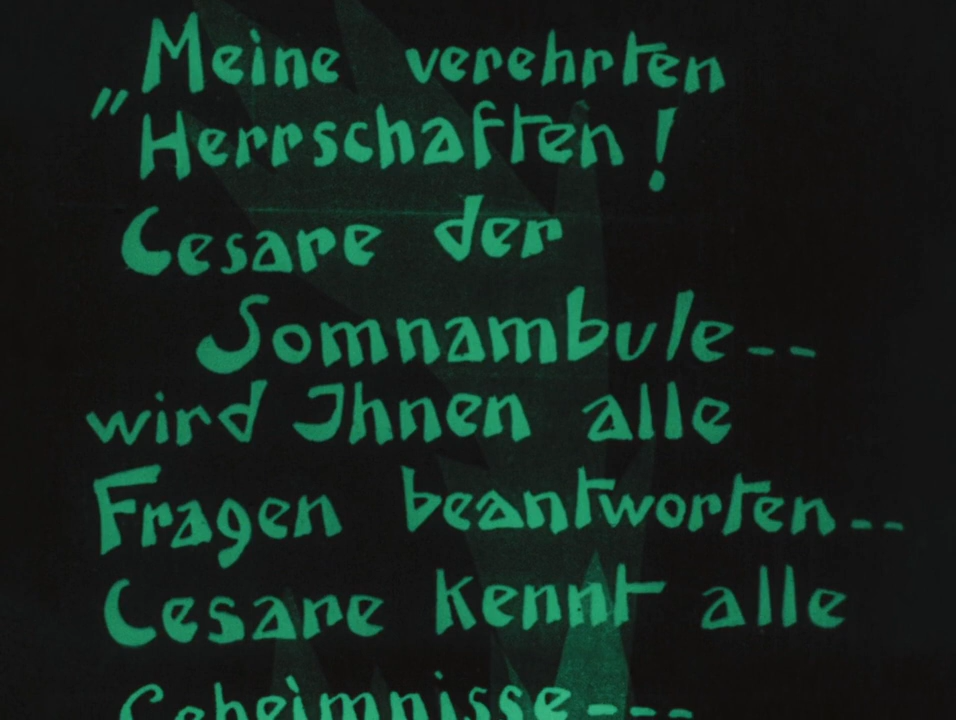 „Meine verehrten
Herrschaften!
Cesare der
Somnambule--
wird Ihnen alle
Fragen beantworten--
Cesare kennt alle
Geheimnisse---